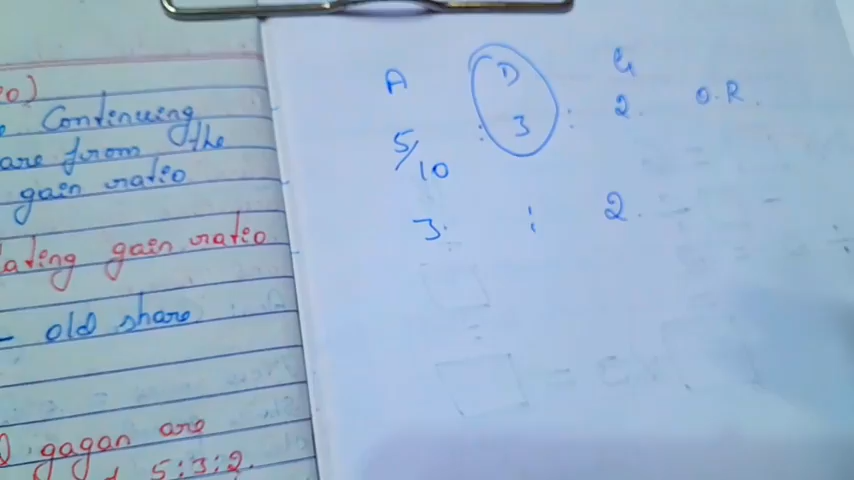 o)
Continuing
are from the
gain ratio
ating gain ratio
- old share
gagan are
5:3:2.
A D G
5/10 : 3 : 2. O.R.
3. : 2.